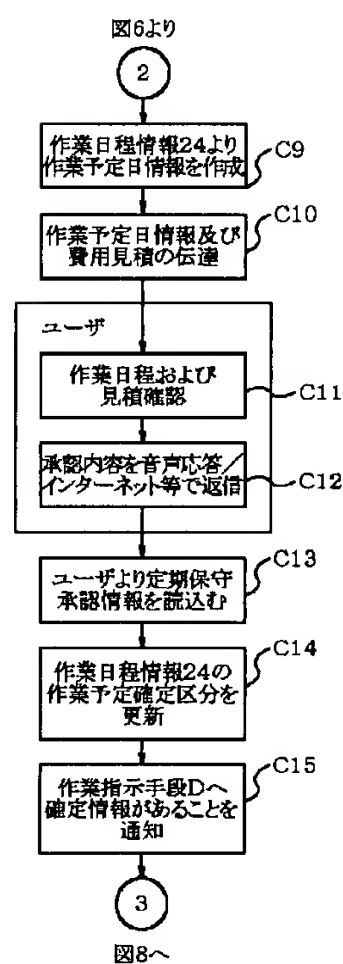 図6より
2
作業日程情報24より
作業予定日情報を作成
C9
作業予定日情報及び
費用見積の伝達
C10
ユーザ
作業日程および
見積確認
C11
承認内容を音声応答／
インターネット等で返信
C12
ユーザより定期保守
承認情報を読込む
C13
作業日程情報24の
作業予定確定区分を
更新
C14
作業指示手段Dへ
確定情報があることを
通知
C15
3
図8へ